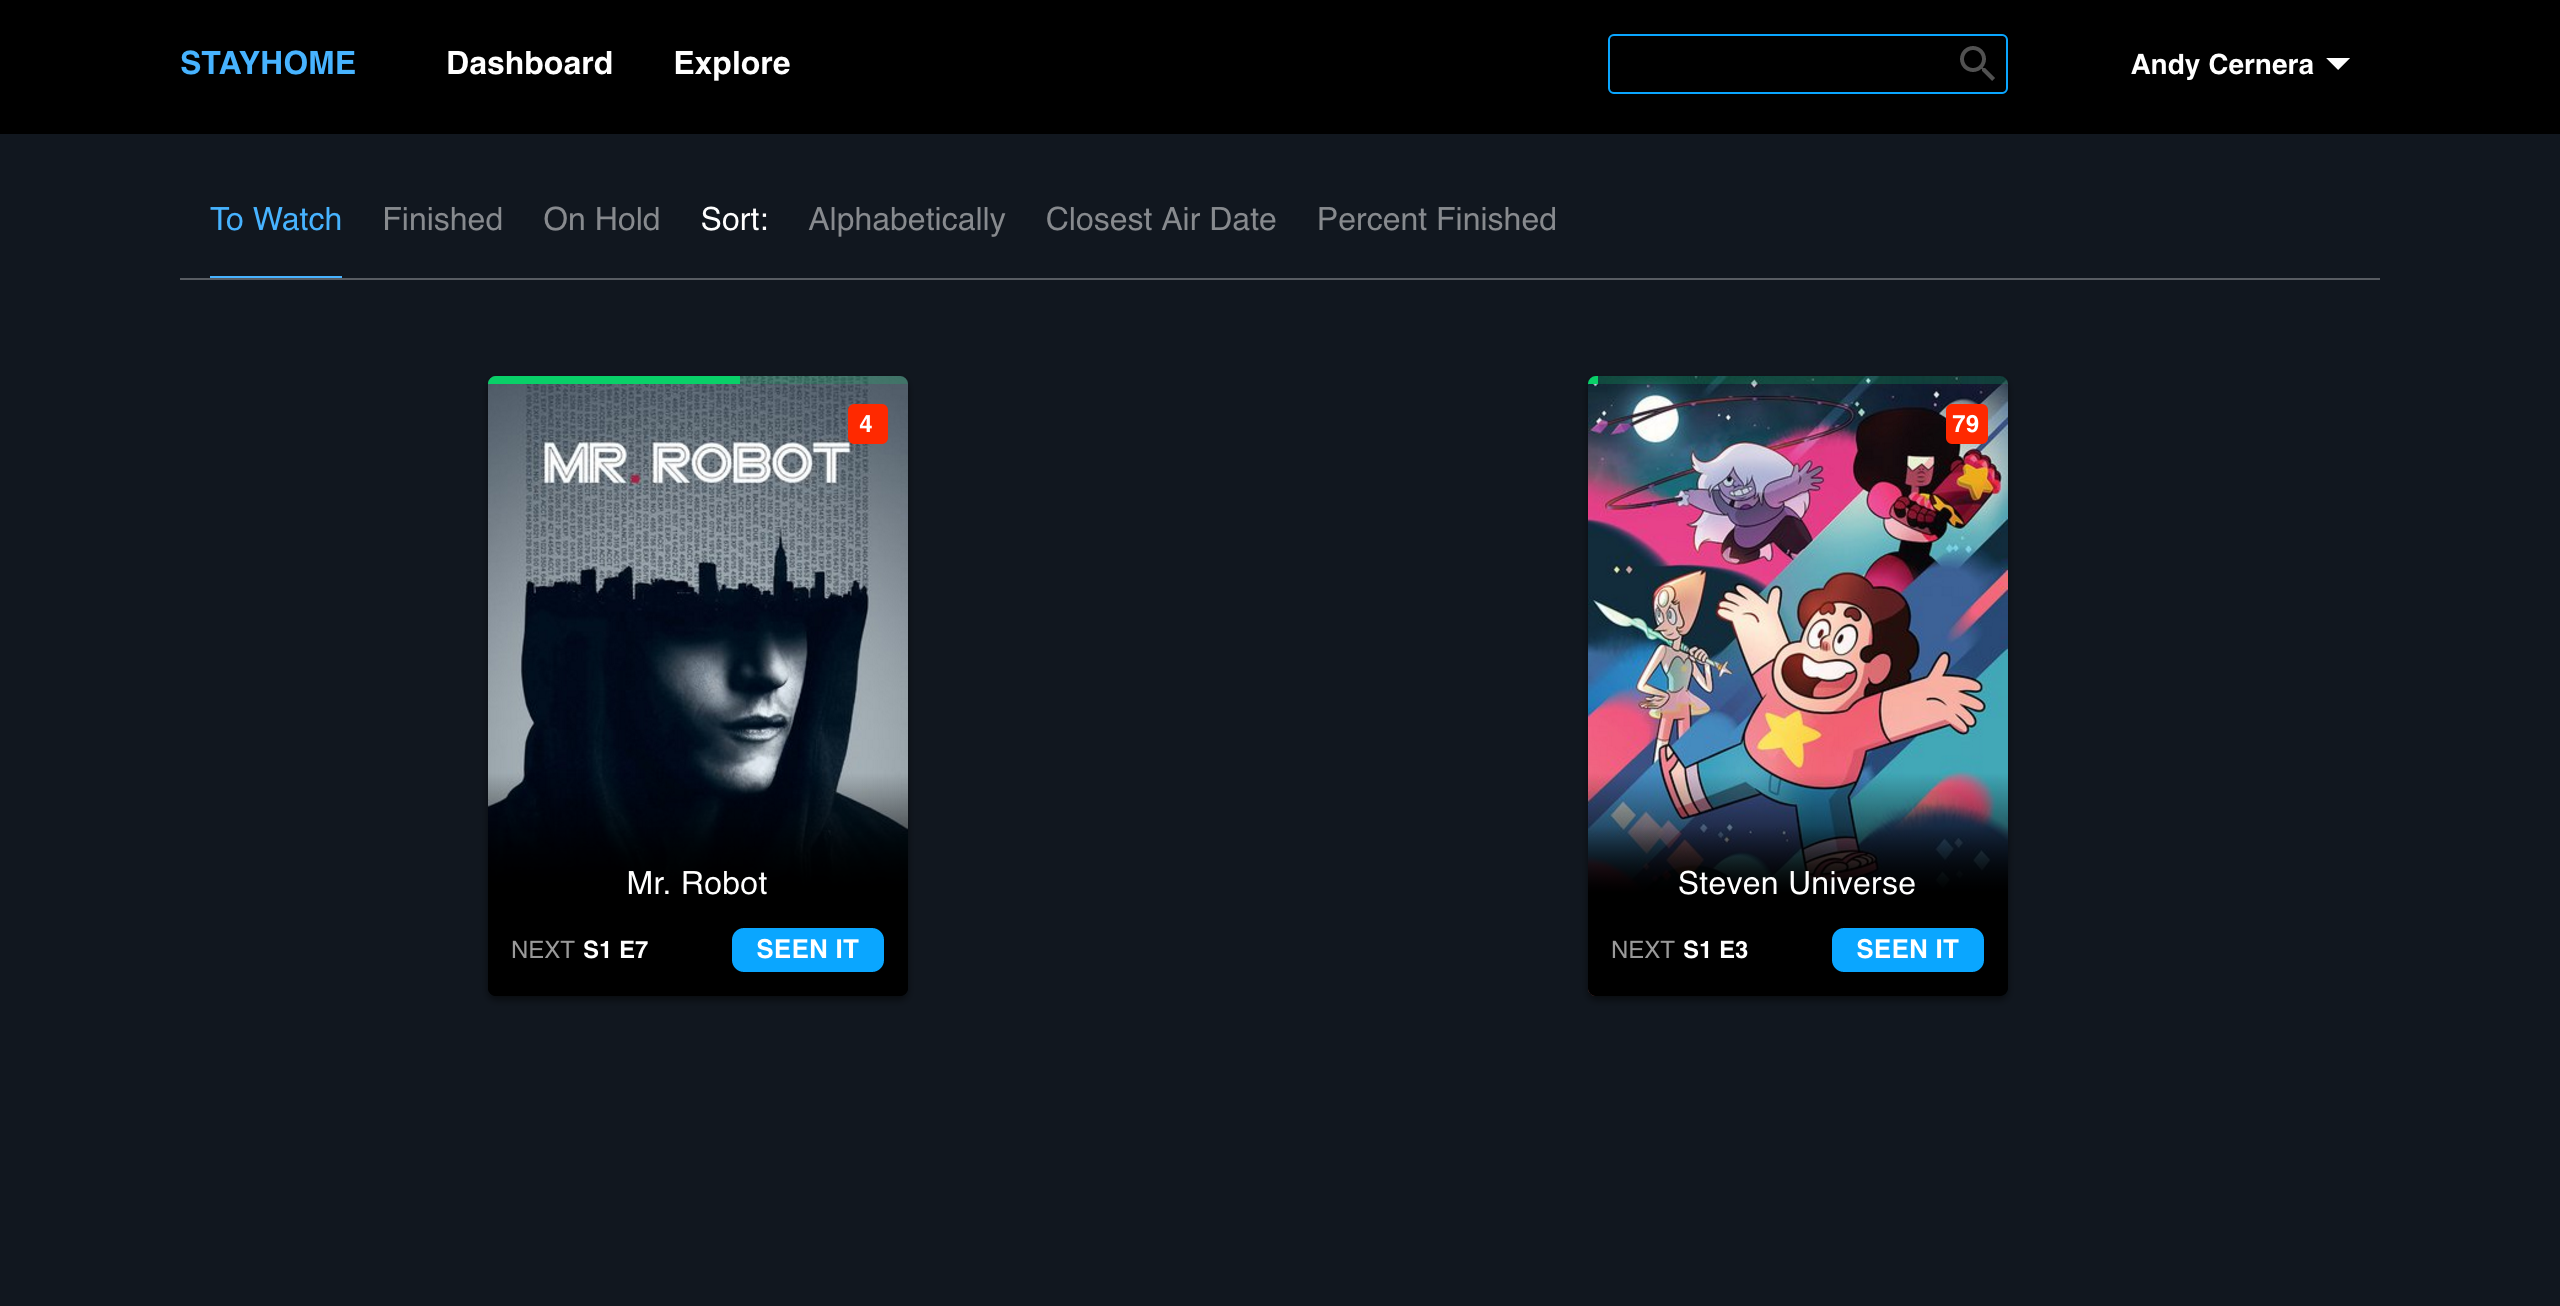 STAYHOME Dashboard Explore Andy Cernera
To Watch Finished On Hold Sort: Alphabetically Closest Air Date Percent Finished
4
MR. ROBOT
Mr. Robot
NEXT S1 E7 SEEN IT
79
Steven Universe
NEXT S1 E3 SEEN IT